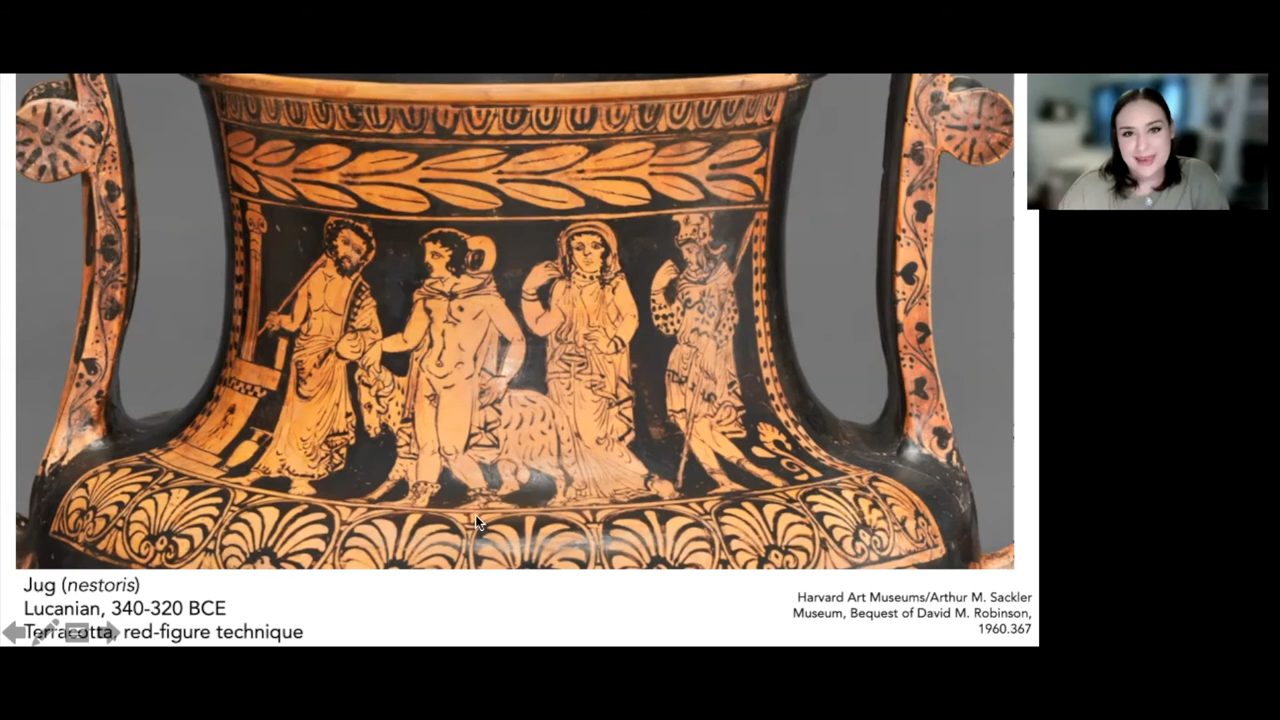 Jug (nestoris)
Lucanian, 340-320 BCE
Terracotta, red-figure technique
Harvard Art Museums/Arthur M. Sackler
Museum, Bequest of David M. Robinson,
1960.367